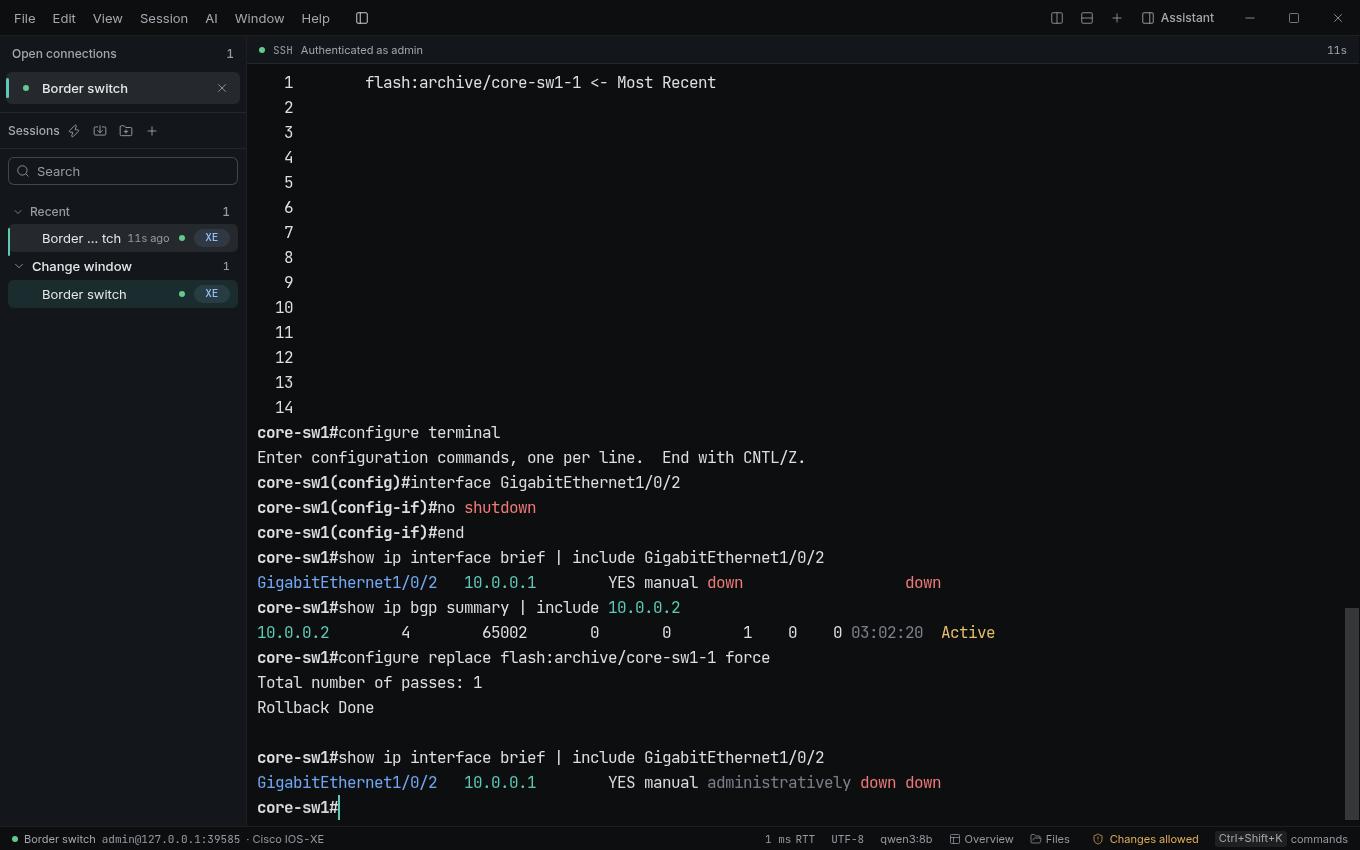 File Edit View Session AI Window Help
Assistant
Open connections 1
Border switch
Sessions
Search
Recent 1
Border ... tch 11s ago XE
Change window 1
Border switch XE
SSH Authenticated as admin 11s
1 flash:archive/core-sw1-1 <- Most Recent
2
3
4
5
6
7
8
9
10
11
12
13
14
core-sw1#configure terminal
Enter configuration commands, one per line. End with CNTL/Z.
core-sw1(config)#interface GigabitEthernet1/0/2
core-sw1(config-if)#no shutdown
core-sw1(config-if)#end
core-sw1#show ip interface brief | include GigabitEthernet1/0/2
GigabitEthernet1/0/2 10.0.0.1 YES manual down down
core-sw1#show ip bgp summary | include 10.0.0.2
10.0.0.2 4 65002 0 0 1 0 0 03:02:20 Active
core-sw1#configure replace flash:archive/core-sw1-1 force
Total number of passes: 1
Rollback Done
core-sw1#show ip interface brief | include GigabitEthernet1/0/2
GigabitEthernet1/0/2 10.0.0.1 YES manual administratively down down
core-sw1#
Border switch admin@127.0.0.1:39585 · Cisco IOS-XE 1 ms RTT UTF-8 qwen3:8b Overview Files Changes allowed Ctrl+Shift+K commands